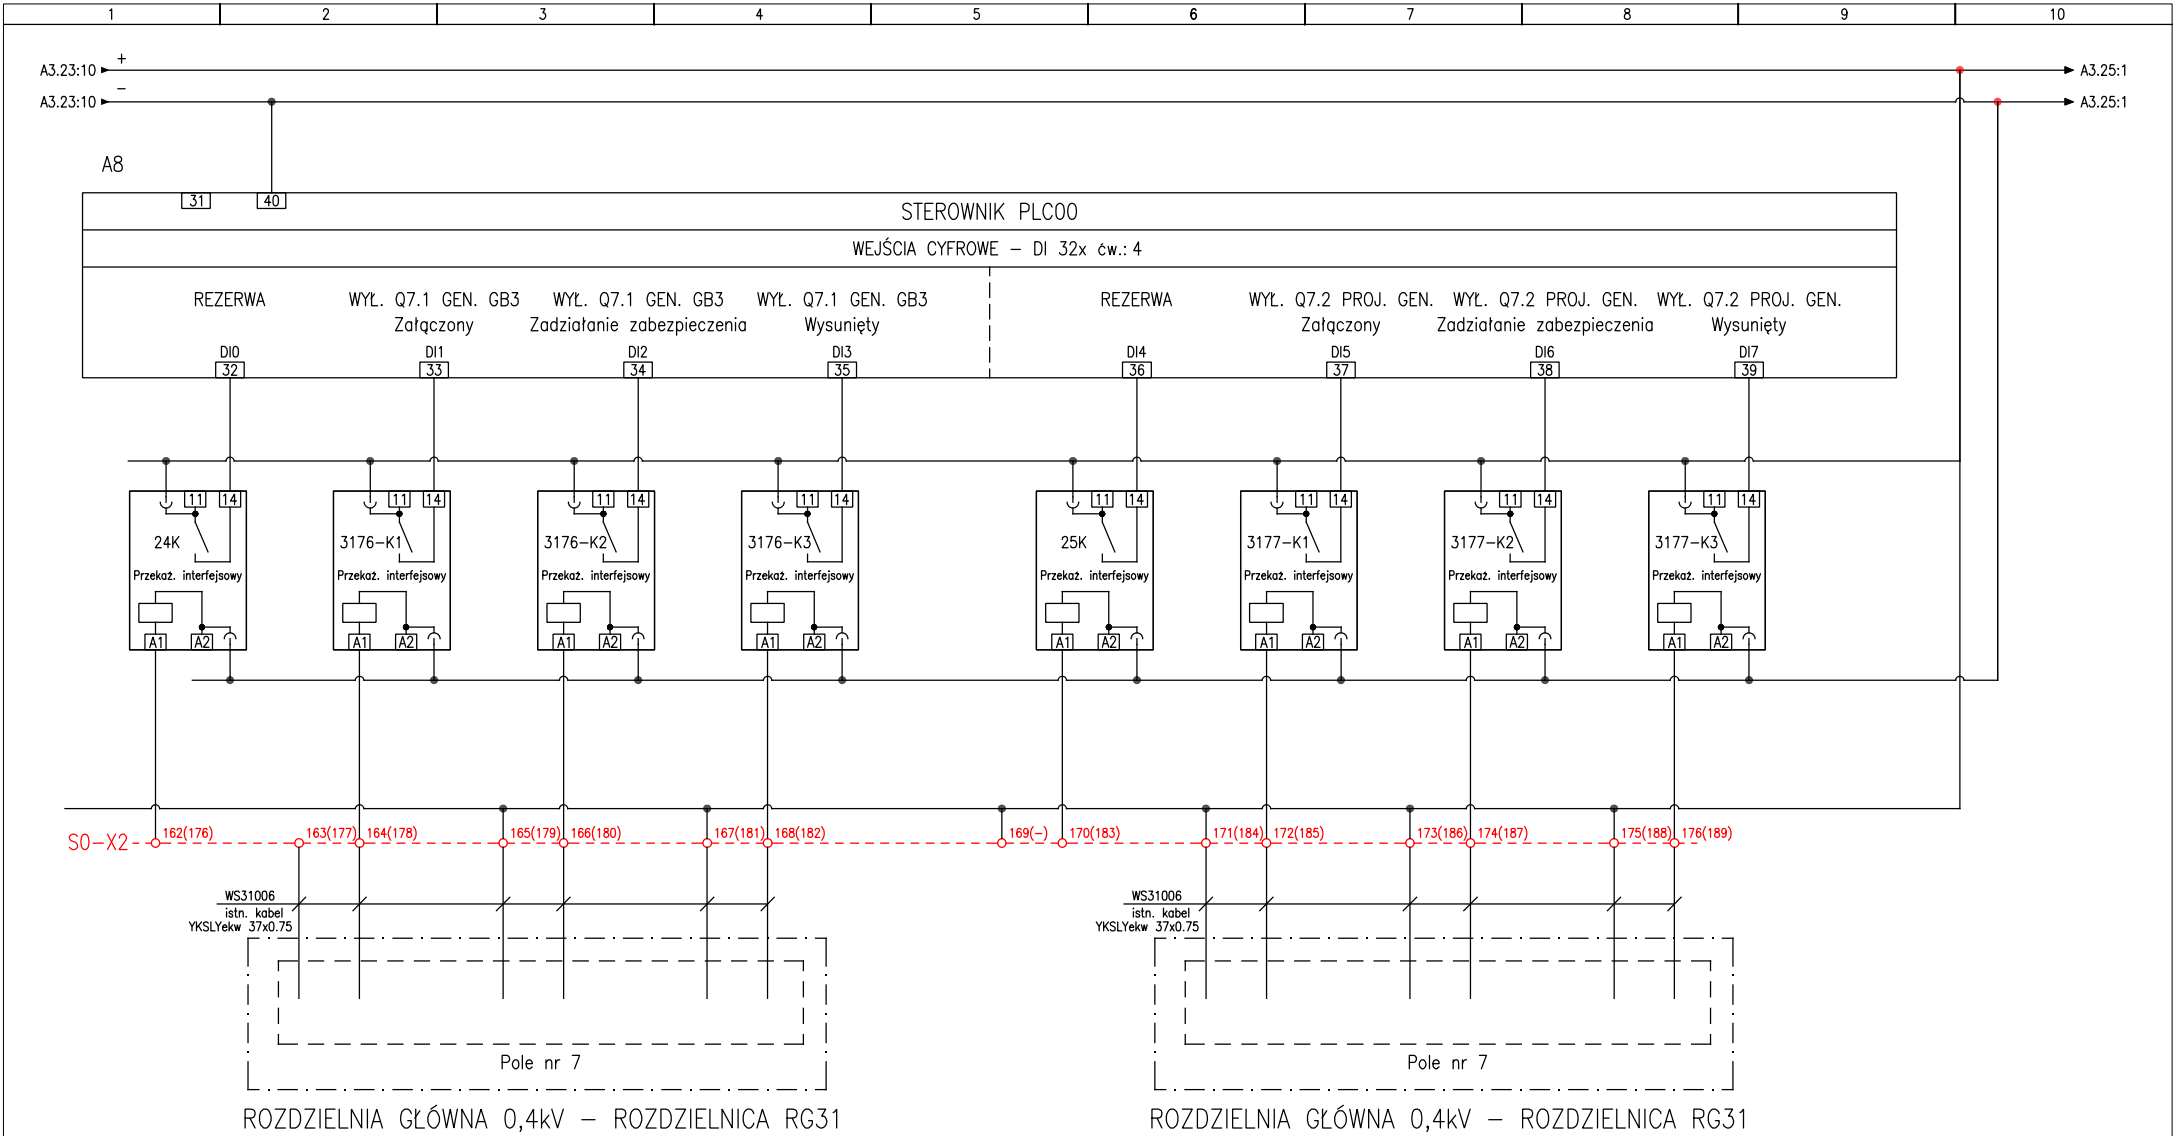 1 2 3 4 5 6 7 8 9 10
A3.23:10 + A3.25:1
A3.23:10 − A3.25:1
A8
31 40
STEROWNIK PLC00
WEJŚCIA CYFROWE − DI 32x ćw.: 4
REZERWA WYŁ. Q7.1 GEN. GB3 WYŁ. Q7.1 GEN. GB3 WYŁ. Q7.1 GEN. GB3 REZERWA WYŁ. Q7.2 PROJ. GEN. WYŁ. Q7.2 PROJ. GEN. WYŁ. Q7.2 PROJ. GEN.
Załączony Zadziałanie zabezpieczenia Wysunięty Załączony Zadziałanie zabezpieczenia Wysunięty
DI0 DI1 DI2 DI3 DI4 DI5 DI6 DI7
32 33 34 35 36 37 38 39
11 14 11 14 11 14 11 14 11 14 11 14 11 14 11 14
24K 3176−K1 3176−K2 3176−K3 25K 3177−K1 3177−K2 3177−K3
Przekaź. interfejsowy Przekaź. interfejsowy Przekaź. interfejsowy Przekaź. interfejsowy Przekaź. interfejsowy Przekaź. interfejsowy Przekaź. interfejsowy Przekaź. interfejsowy
A1 A2 A1 A2 A1 A2 A1 A2 A1 A2 A1 A2 A1 A2 A1 A2
S0−X2 162(176) 163(177) 164(178) 165(179) 166(180) 167(181) 168(182) 169(−) 170(183) 171(184) 172(185) 173(186) 174(187) 175(188) 176(189)
WS31006 WS31006
istn. kabel istn. kabel
YKSLYekw 37x0.75 YKSLYekw 37x0.75
Pole nr 7 Pole nr 7
ROZDZIELNIA GŁÓWNA 0,4kV − ROZDZIELNICA RG31 ROZDZIELNIA GŁÓWNA 0,4kV − ROZDZIELNICA RG31